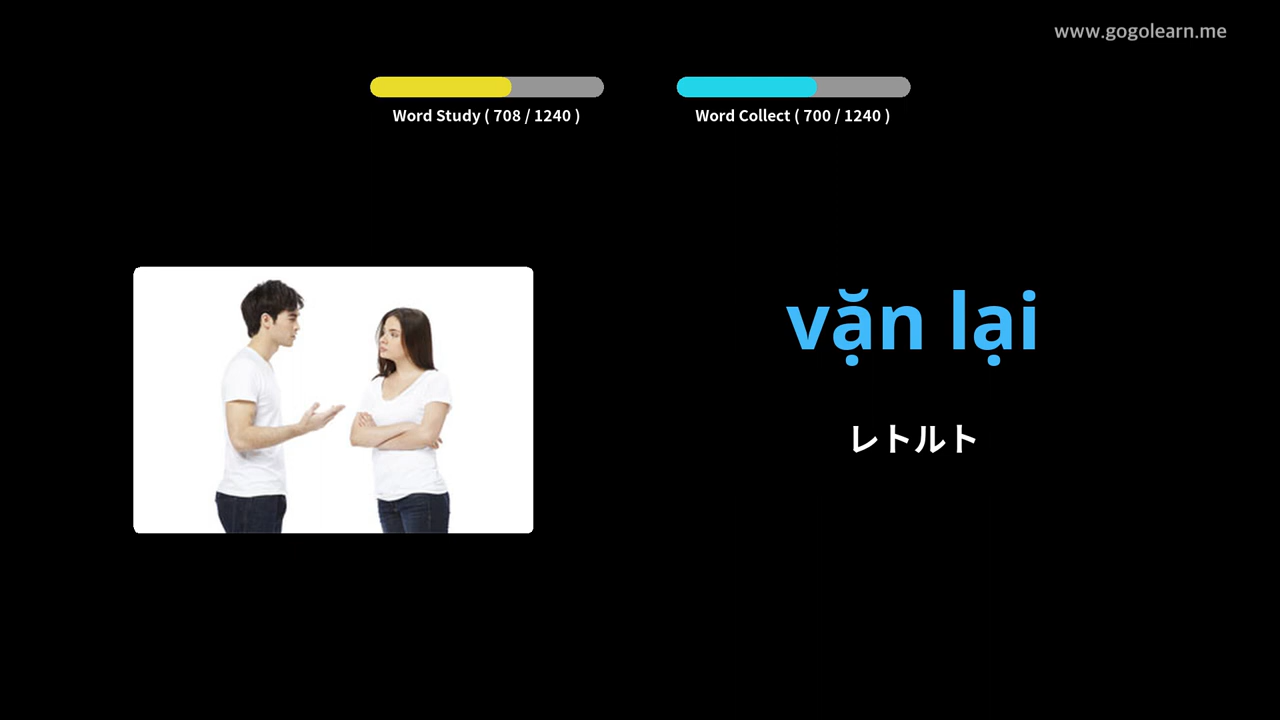 www.gogolearn.me
Word Study ( 708 / 1240 )
Word Collect ( 700 / 1240 )
vặn lại
レトルト